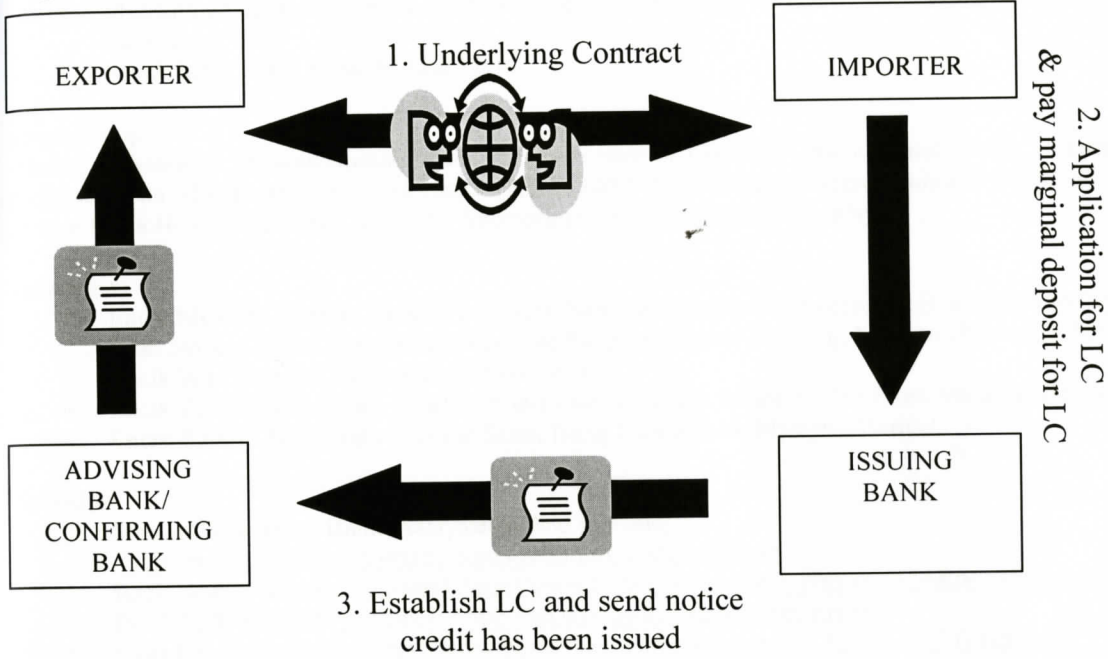 1. Underlying Contract
EXPORTER
IMPORTER
2. Application for LC
& pay marginal deposit for LC
ADVISING
BANK/
CONFIRMING
BANK
ISSUING
BANK
3. Establish LC and send notice
credit has been issued